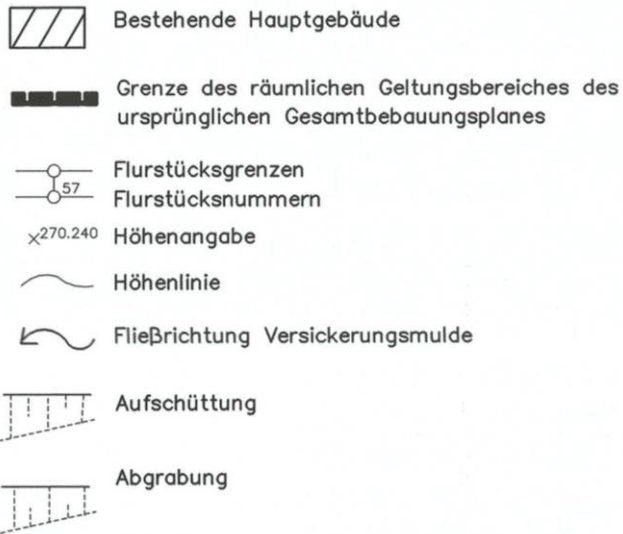 Bestehende Hauptgebäude
Grenze des räumlichen Geltungsbereiches des
ursprünglichen Gesamtbebauungsplanes
Flurstücksgrenzen
57
Flurstücksnummern
×270.240 Höhenangabe
Höhenlinie
Fließrichtung Versickerungsmulde
Aufschüttung
Abgrabung